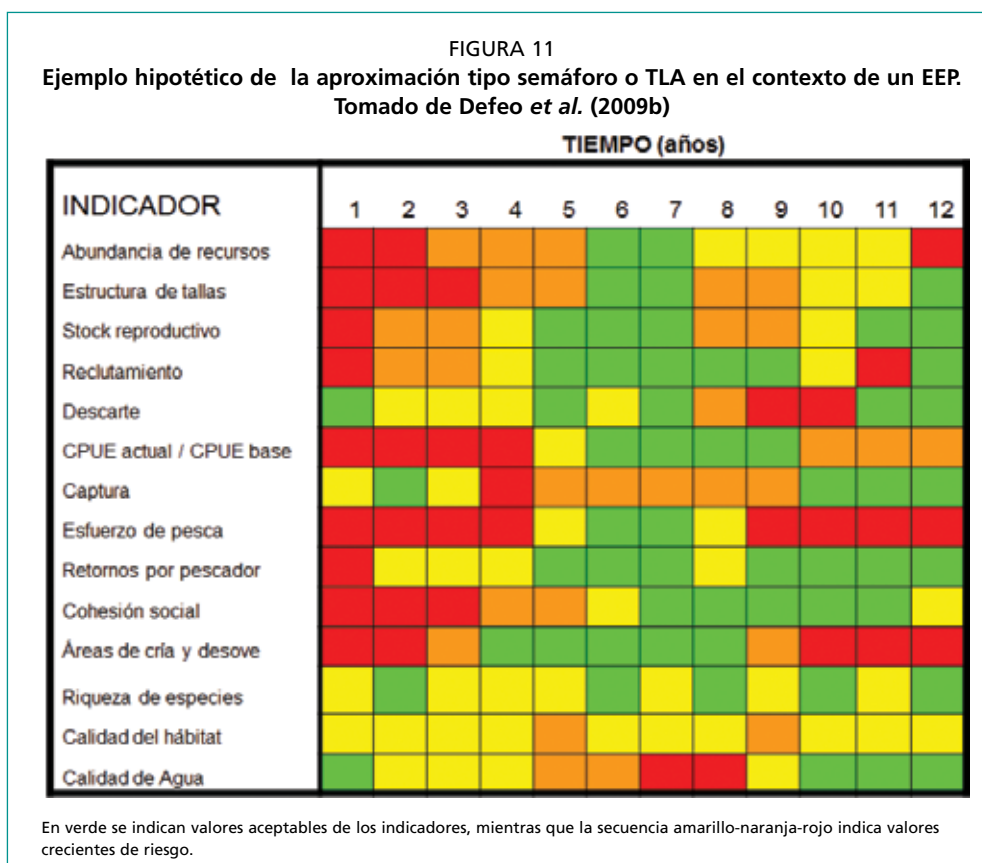 FIGURA 11
Ejemplo hipotético de la aproximación tipo semáforo o TLA en el contexto de un EEP.
Tomado de Defeo et al. (2009b)
TIEMPO (años)
INDICADOR 1 2 3 4 5 6 7 8 9 10 11 12
Abundancia de recursos
Estructura de tallas
Stock reproductivo
Reclutamiento
Descarte
CPUE actual / CPUE base
Captura
Esfuerzo de pesca
Retornos por pescador
Cohesión social
Áreas de cría y desove
Riqueza de especies
Calidad del hábitat
Calidad de Agua
En verde se indican valores aceptables de los indicadores, mientras que la secuencia amarillo-naranja-rojo indica valores
crecientes de riesgo.